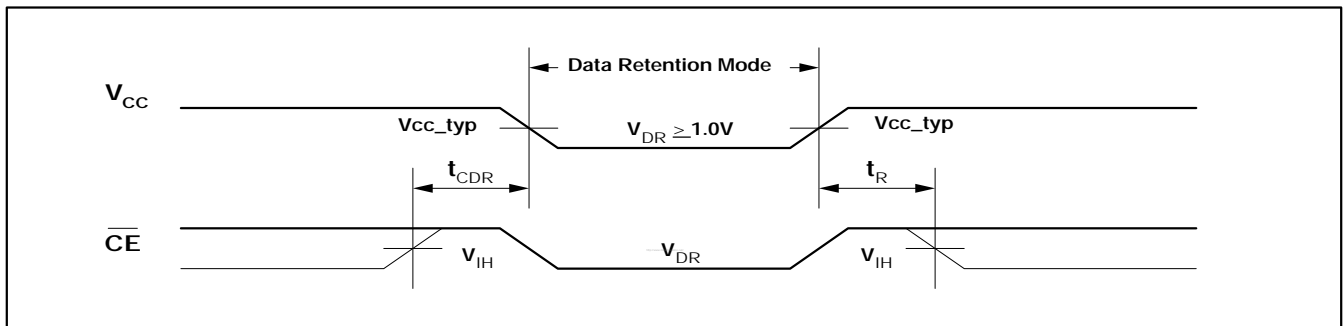 Data Retention Mode
VCC
Vcc_typ
VDR ≥1.0V
Vcc_typ
tCDR
tR
CE
VIH
VDR
VIH